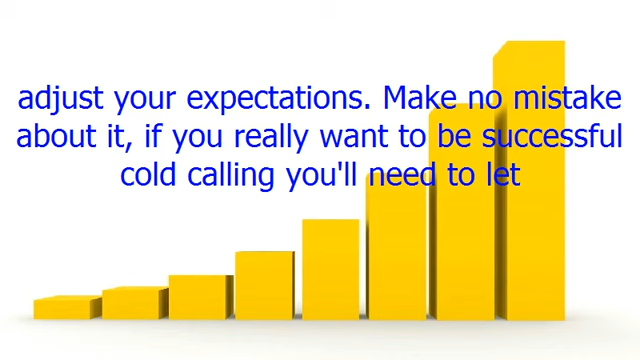 adjust your expectations. Make no mistake
about it, if you really want to be successful
cold calling you'll need to let